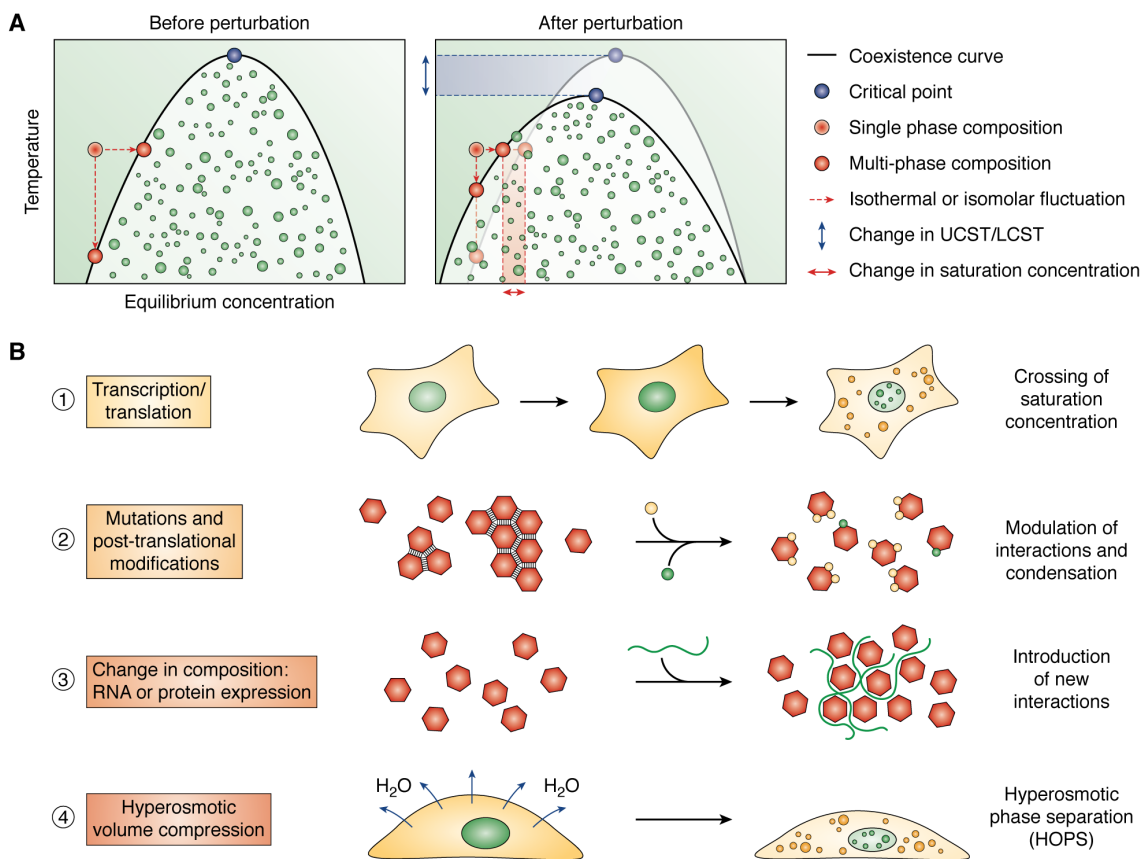 A
Before perturbation
After perturbation
Temperature
Equilibrium concentration
Coexistence curve
Critical point
Single phase composition
Multi-phase composition
Isothermal or isomolar fluctuation
Change in UCST/LCST
Change in saturation concentration
B
1
Transcription/
translation
Crossing of
saturation
concentration
2
Mutations and
post-translational
modifications
Modulation of
interactions and
condensation
3
Change in composition:
RNA or protein expression
Introduction
of new
interactions
4
Hyperosmotic
volume compression
H₂O
H₂O
Hyperosmotic
phase separation
(HOPS)